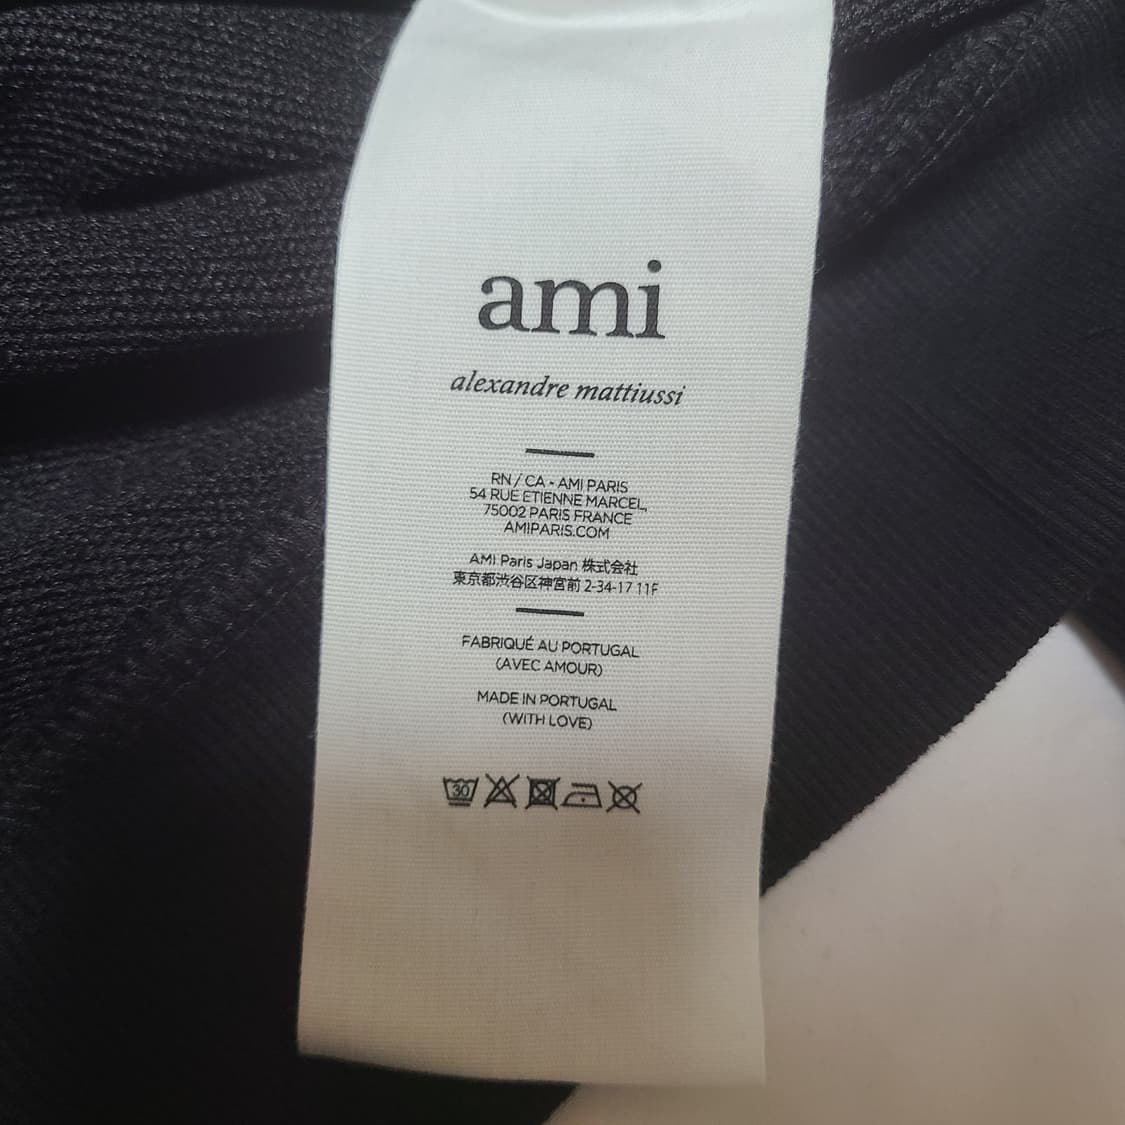 ami
alexandre mattiussi
RN / CA - AMI PARIS
54 RUE ETIENNE MARCEL,
75002 PARIS FRANCE
AMIPARIS.COM
AMI Paris Japan 株式会社
東京都渋谷区神宮前 2-34-17 11F
FABRIQUÉ AU PORTUGAL
(AVEC AMOUR)
MADE IN PORTUGAL
(WITH LOVE)
30